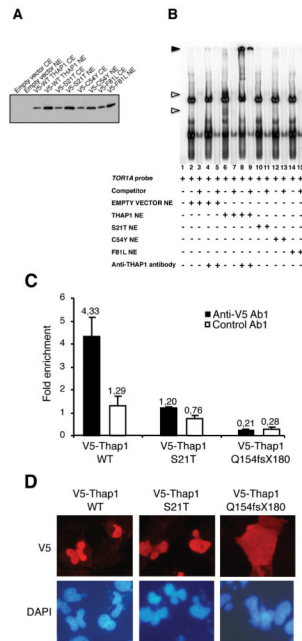 A
Empty vector CE
Empty vector NE
V5-WT THAP1 CE
V5-WT THAP1 NE
V5-S21T CE
V5-S21T NE
V5-C54Y CE
V5-C54Y NE
V5-F81L CE
V5-F81L NE
B
1 2 3 4 5 6 7 8 9 10 11 12 13 14 15
TOR1A probe + + + + + + + + + + + + + + +
Competitor - - + - + - + - + - + - + - +
EMPTY VECTOR NE - + + + +
THAP1 NE + + + +
S21T NE + +
C54Y NE + +
F81L NE + +
Anti-THAP1 antibody - - - + + - - + + - - - - - -
C
Fold enrichment
6
5
4
3
2
1
0
4,33
1,29
1,20
0,76
0,21
0,28
Anti-V5 Ab1
Control Ab1
V5-Thap1 V5-Thap1 V5-Thap1
WT S21T Q154fsX180
D
V5-Thap1 V5-Thap1 V5-Thap1
WT S21T Q154fsX180
V5
DAPI